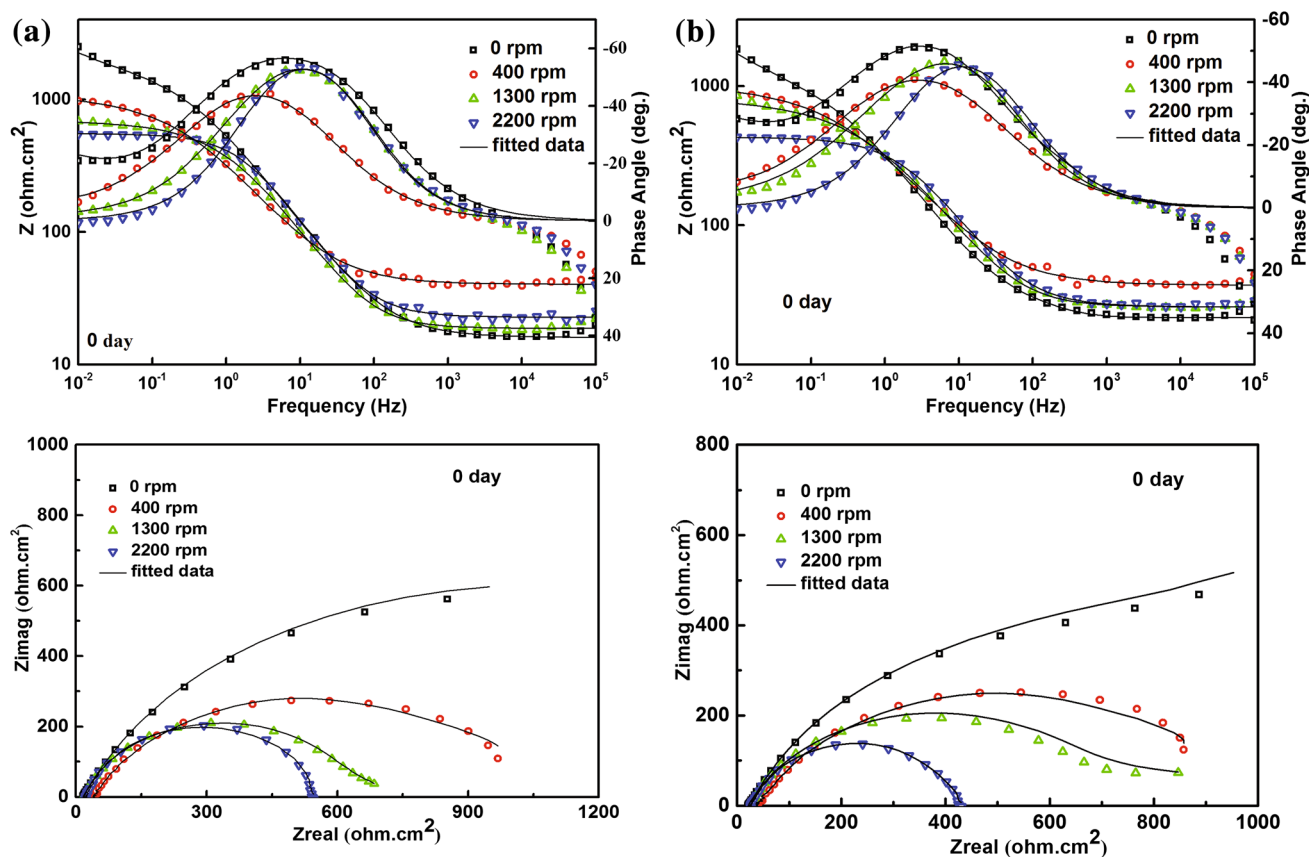 (a)
0 rpm
400 rpm
1300 rpm
2200 rpm
fitted data
0 day
Z (ohm.cm²)
1000
100
10
Phase Angle (deg.)
-60
-40
-20
0
20
40
10⁻² 10⁻¹ 10⁰ 10¹ 10² 10³ 10⁴ 10⁵
Frequency (Hz)
(b)
0 rpm
400 rpm
1300 rpm
2200 rpm
fitted data
0 day
Z (ohm.cm²)
1000
100
10
Phase Angle (deg.)
-60
-40
-20
0
20
40
10⁻² 10⁻¹ 10⁰ 10¹ 10² 10³ 10⁴ 10⁵
Frequency (Hz)
0 day
0 rpm
400 rpm
1300 rpm
2200 rpm
fitted data
Zimag (ohm.cm²)
1000
800
600
400
200
0
0 300 600 900 1200
Zreal (ohm.cm²)
0 day
0 rpm
400 rpm
1300 rpm
2200 rpm
fitted data
Zimag (ohm.cm²)
800
600
400
200
0
0 200 400 600 800 1000
Zreal (ohm.cm²)